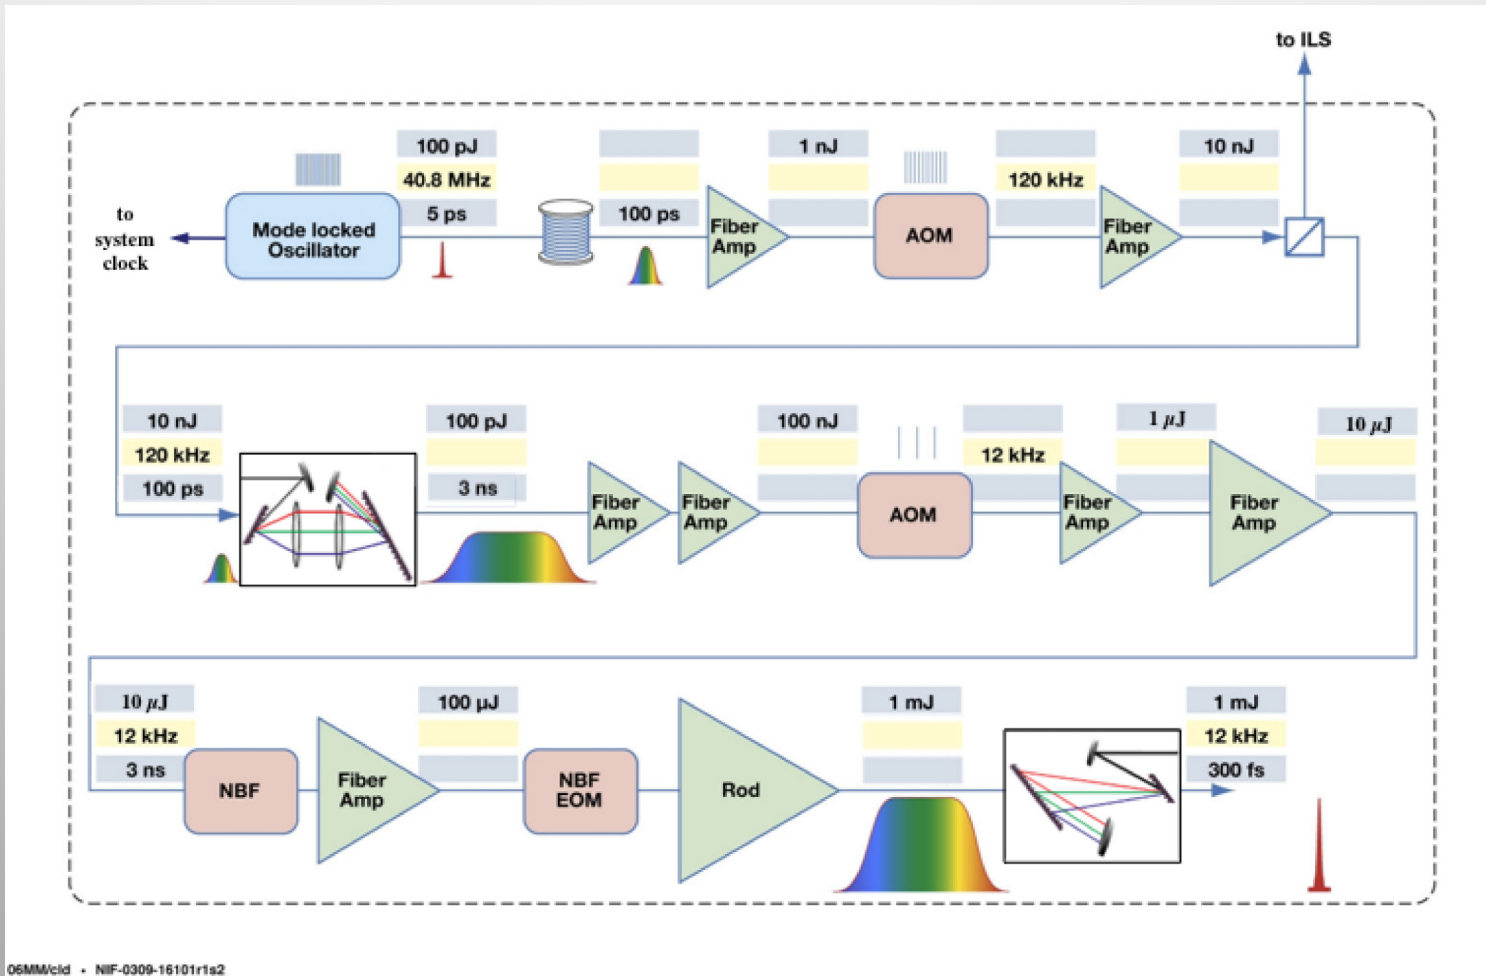 to ILS
100 pJ
1 nJ
10 nJ
40.8 MHz
120 kHz
5 ps
100 ps
to
system
clock
Mode locked
Oscillator
Fiber
Amp
AOM
Fiber
Amp
10 nJ
100 pJ
100 nJ
1 µJ
10 µJ
120 kHz
12 kHz
100 ps
3 ns
Fiber
Amp
Fiber
Amp
AOM
Fiber
Amp
Fiber
Amp
10 µJ
100 µJ
1 mJ
1 mJ
12 kHz
12 kHz
3 ns
300 fs
NBF
Fiber
Amp
NBF
EOM
Rod
06MM/cld • NIF-0309-16101r1s2